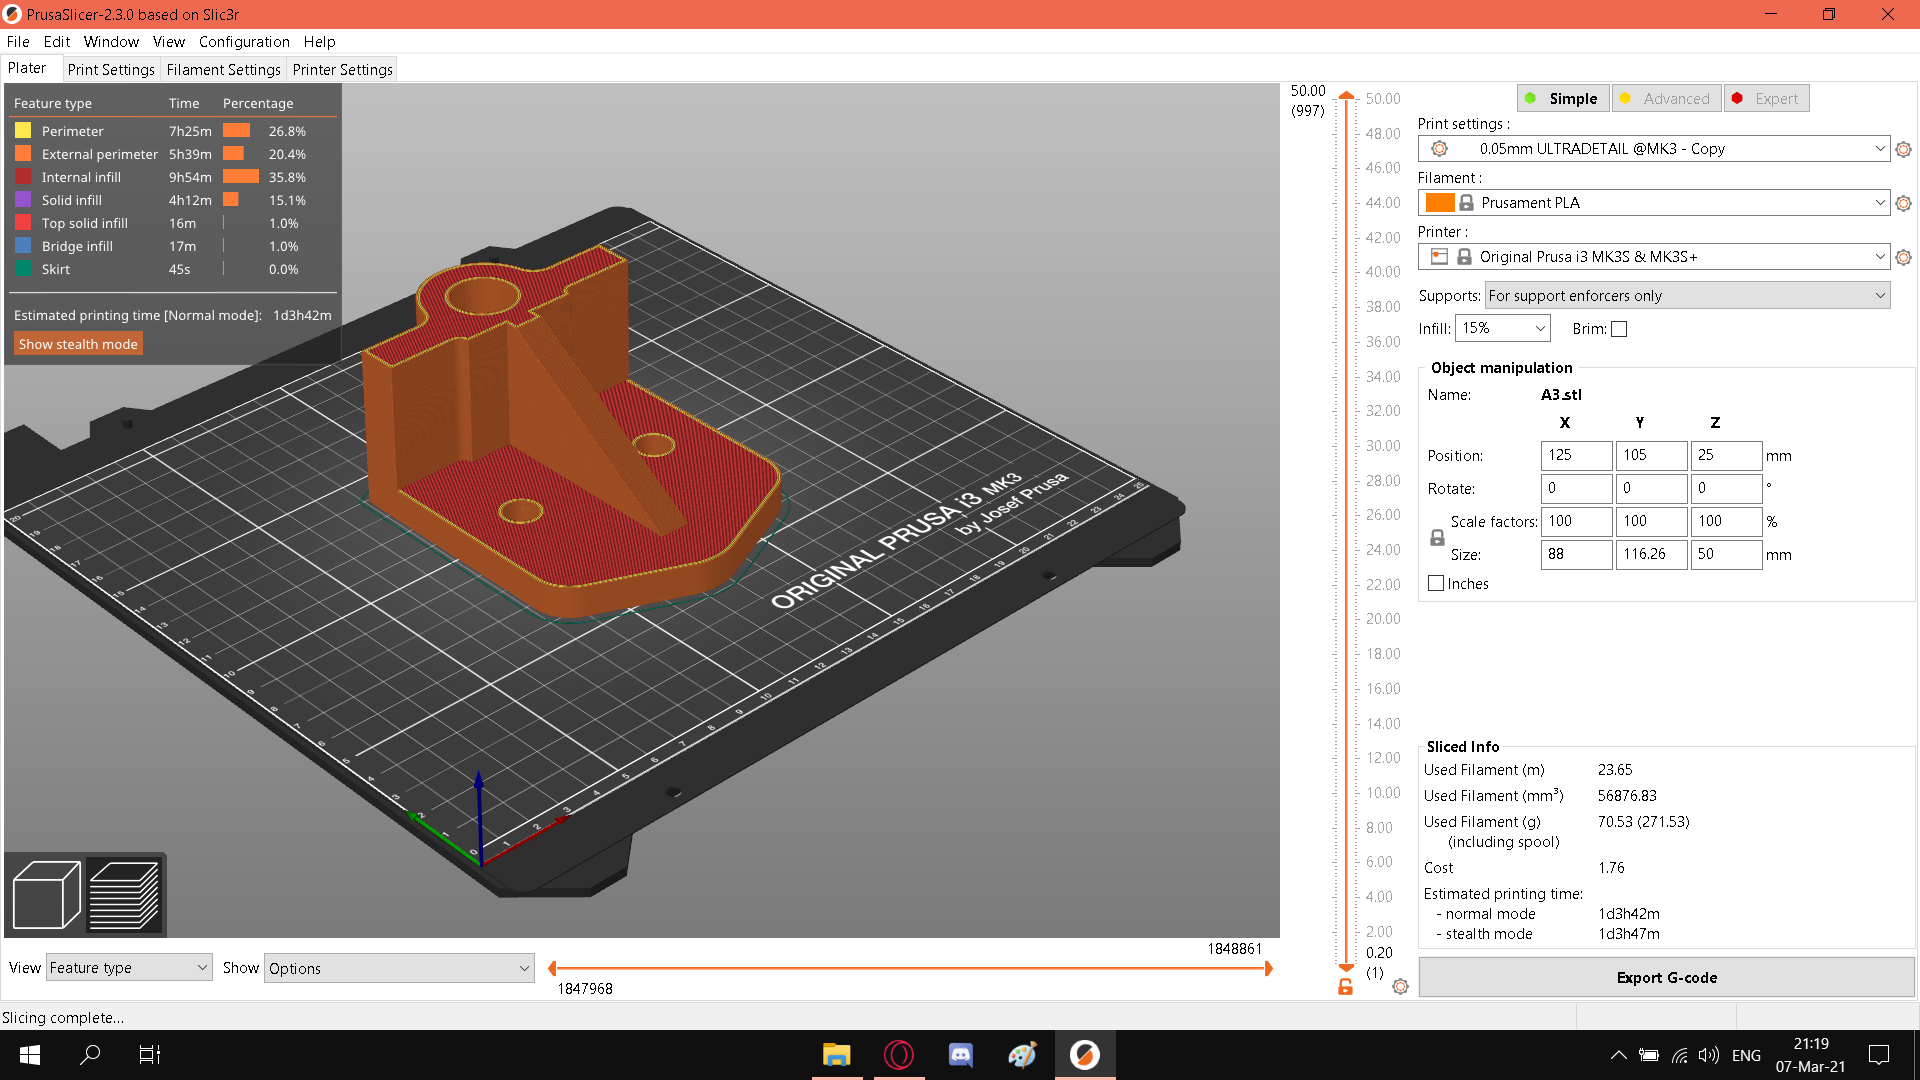 PrusaSlicer-2.3.0 based on Slic3r
File Edit Window View Configuration Help
Plater Print Settings Filament Settings Printer Settings
Feature type Time Percentage
Perimeter 7h25m 26.8%
External perimeter 5h39m 20.4%
Internal infill 9h54m 35.8%
Solid infill 4h12m 15.1%
Top solid infill 16m 1.0%
Bridge infill 17m 1.0%
Skirt 45s 0.0%
Estimated printing time [Normal mode]: 1d3h42m
Show stealth mode
ORIGINAL PRUSA i3 MK3
by Josef Prusa
50.00
(997)
50.00
48.00
46.00
44.00
42.00
40.00
38.00
36.00
34.00
32.00
30.00
28.00
26.00
24.00
22.00
20.00
18.00
16.00
14.00
12.00
10.00
8.00
6.00
4.00
2.00
0.20
(1)
Simple Advanced Expert
Print settings :
0.05mm ULTRADETAIL @MK3 - Copy
Filament :
Prusament PLA
Printer :
Original Prusa i3 MK3S & MK3S+
Supports: For support enforcers only
Infill: 15% Brim:
Object manipulation
Name: A3.stl
X Y Z
Position: 125 105 25 mm
Rotate: 0 0 0 °
Scale factors: 100 100 100 %
Size: 88 116.26 50 mm
Inches
Sliced Info
Used Filament (m) 23.65
Used Filament (mm³) 56876.83
Used Filament (g) 70.53 (271.53)
(including spool)
Cost 1.76
Estimated printing time:
- normal mode 1d3h42m
- stealth mode 1d3h47m
Export G-code
View Feature type Show Options
1848861
1847968
Slicing complete...
ENG
21:19
07-Mar-21